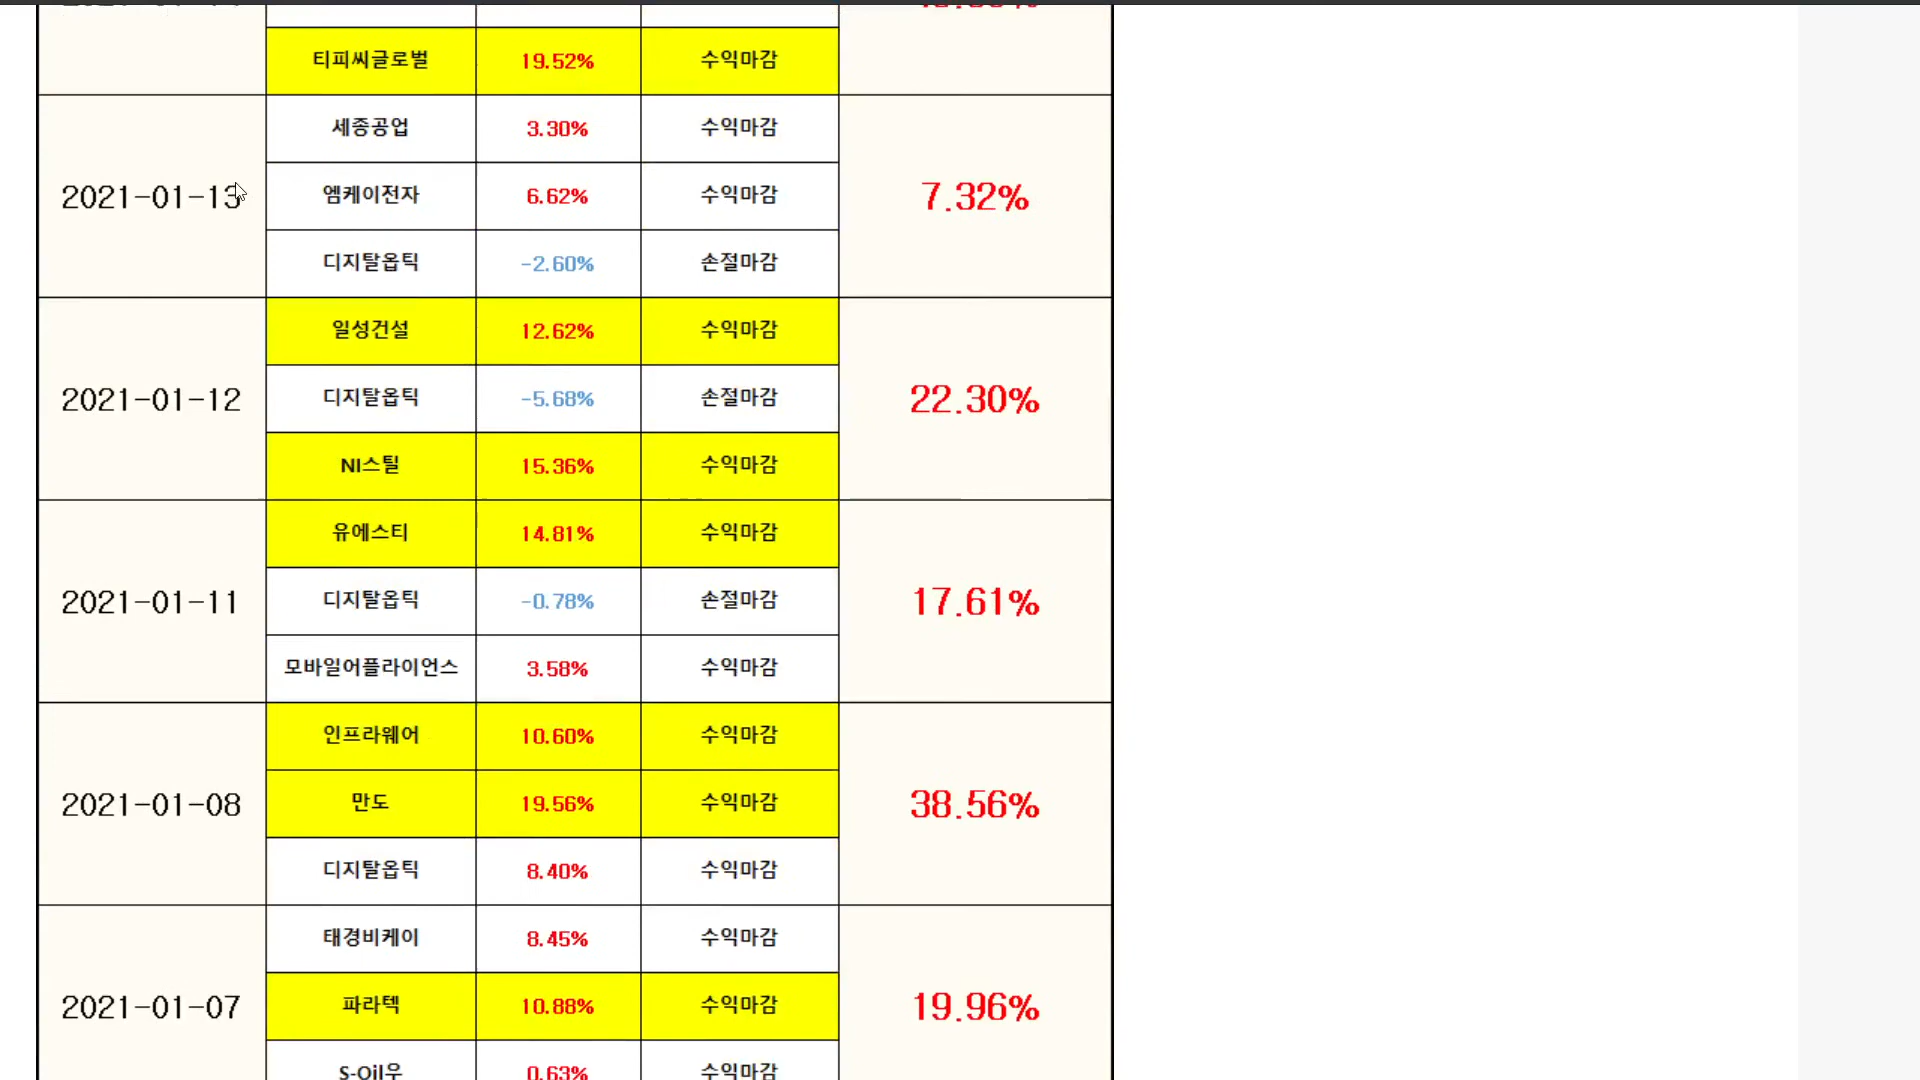 티피씨글로벌 19.52% 수익마감
세종공업 3.30% 수익마감
2021-01-13 엠케이전자 6.62% 수익마감 7.32%
디지탈옵틱 -2.60% 손절마감
일성건설 12.62% 수익마감
2021-01-12 디지탈옵틱 -5.68% 손절마감 22.30%
NI스틸 15.36% 수익마감
유에스티 14.81% 수익마감
2021-01-11 디지탈옵틱 -0.78% 손절마감 17.61%
모바일어플라이언스 3.58% 수익마감
인프라웨어 10.60% 수익마감
2021-01-08 만도 19.56% 수익마감 38.56%
디지탈옵틱 8.40% 수익마감
태경비케이 8.45% 수익마감
2021-01-07 파라텍 10.88% 수익마감 19.96%
S-Oil우 0.63% 수익마감